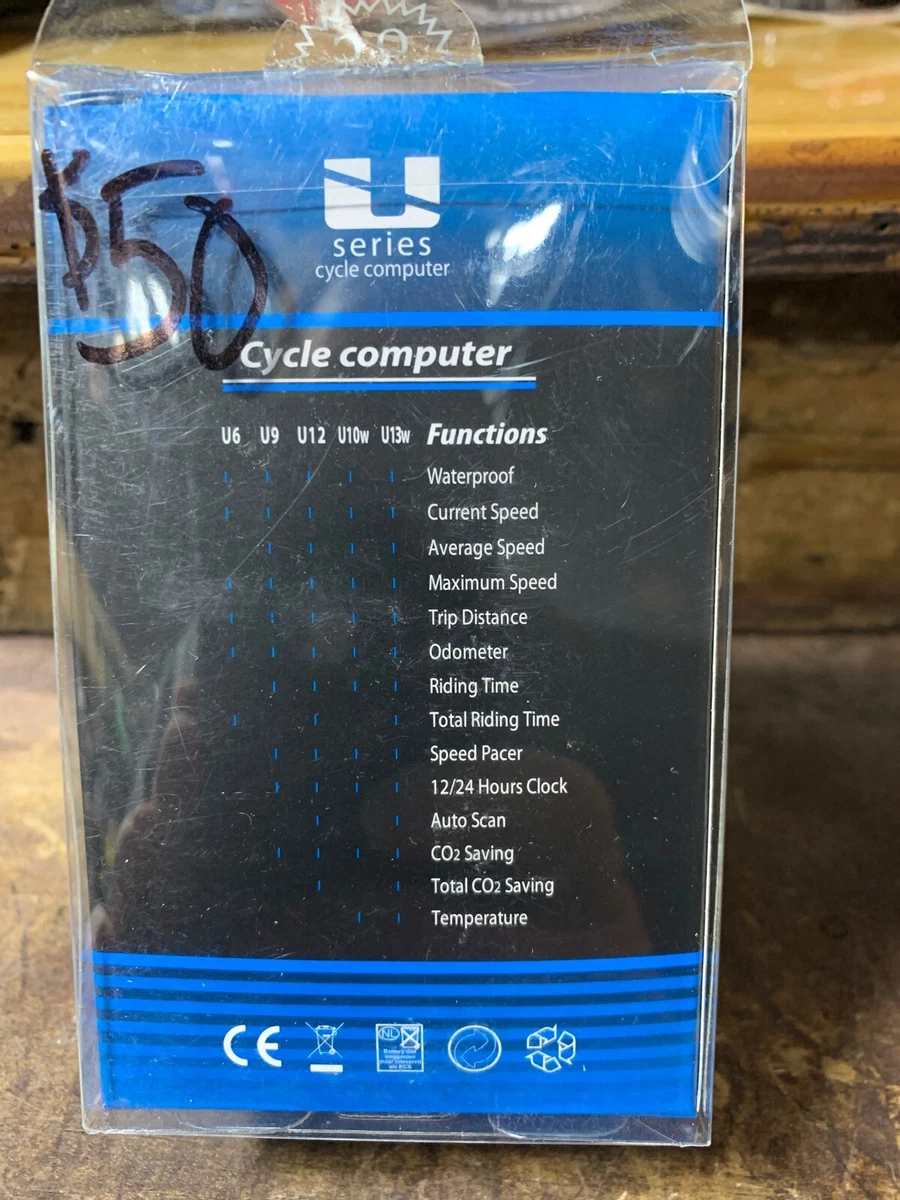 $50
U
series
cycle computer
Cycle computer
U6 U9 U12 U10w U13w Functions
Waterproof
Current Speed
Average Speed
Maximum Speed
Trip Distance
Odometer
Riding Time
Total Riding Time
Speed Pacer
12/24 Hours Clock
Auto Scan
CO2 Saving
Total CO2 Saving
Temperature
CE
NL